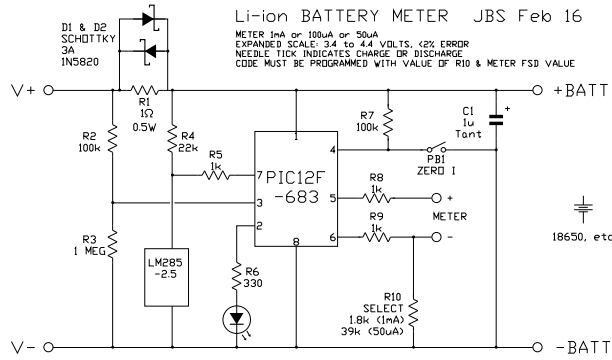 Li-ion BATTERY METER JBS Feb 16
METER 1mA or 100uA or 50uA
EXPANDED SCALE: 3.4 to 4.4 VOLTS, <2% ERROR
NEEDLE TICK INDICATES CHARGE OR DISCHARGE
CODE MUST BE PROGRAMMED WITH VALUE OF R10 & METER FSD VALUE
D1 & D2
SCHOTTKY
3A
1N5820
V+
+BATT
R1
1Ω
0.5W
R2
100k
R4
22k
R7
100k
C1
1u
Tant
+
R5
1k
PIC12F
-683
1
7
3
2
8
4
5
6
PB1
ZERO I
R8
1k
+
METER
R9
1k
-
18650, etc
R3
1 MEG
LM285
-2.5
R6
330
R10
SELECT
1.8k (1mA)
39k (50uA)
V-
-BATT